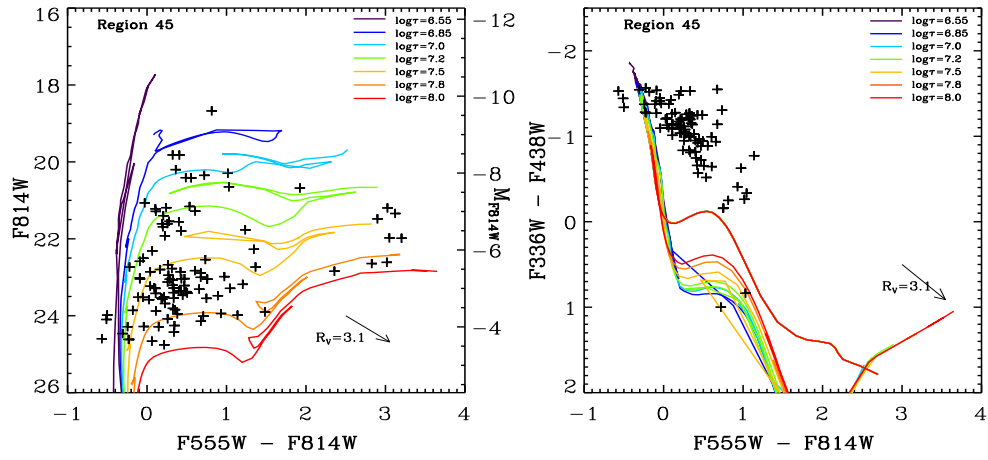 Region 45
logτ=6.55
logτ=6.85
logτ=7.0
logτ=7.2
logτ=7.5
logτ=7.8
logτ=8.0
16
18
20
22
24
26
F814W
−12
−10
−8
−6
−4
M_F814W
R_V=3.1
−1 0 1 2 3 4
F555W − F814W
Region 45
logτ=6.55
logτ=6.85
logτ=7.0
logτ=7.2
logτ=7.5
logτ=7.8
logτ=8.0
−2
−1
0
1
2
F336W − F438W
R_V=3.1
−1 0 1 2 3 4
F555W − F814W